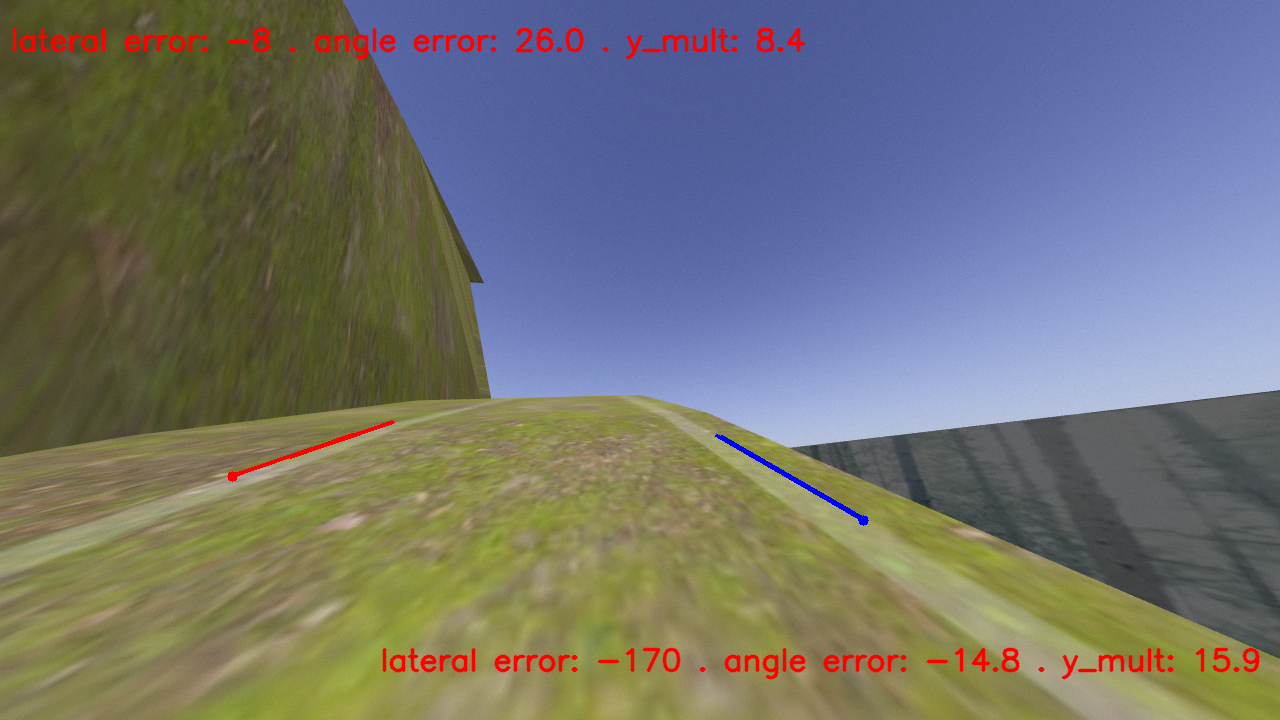 lateral error: -8 . angle error: 26.0 . y_mult: 8.4
lateral error: -170 . angle error: -14.8 . y_mult: 15.9